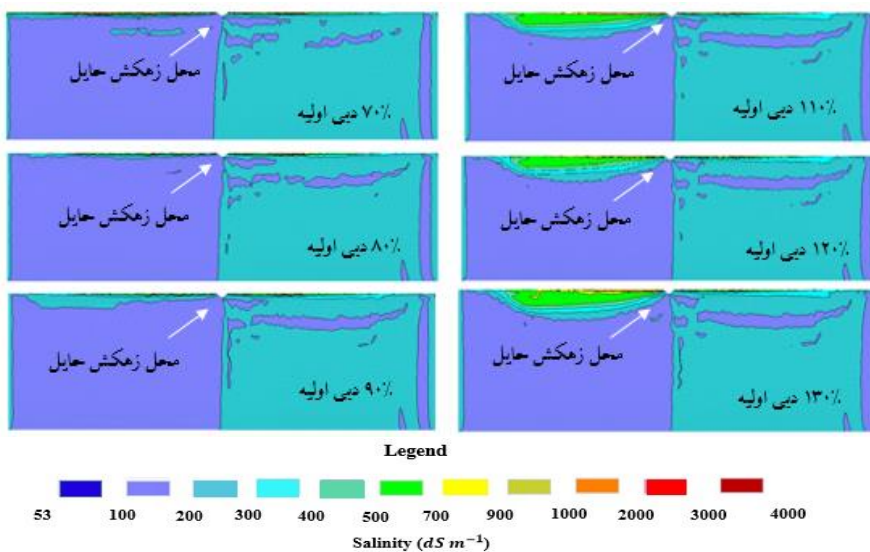 محل زهکش حایل
۷۰٪ دبی اولیه
محل زهکش حایل
۱۱۰٪ دبی اولیه
محل زهکش حایل
۸۰٪ دبی اولیه
محل زهکش حایل
۱۲۰٪ دبی اولیه
محل زهکش حایل
۹۰٪ دبی اولیه
محل زهکش حایل
۱۳۰٪ دبی اولیه
Legend
53 100 200 300 400 500 700 900 1000 2000 3000 4000
Salinity (dS m⁻¹)